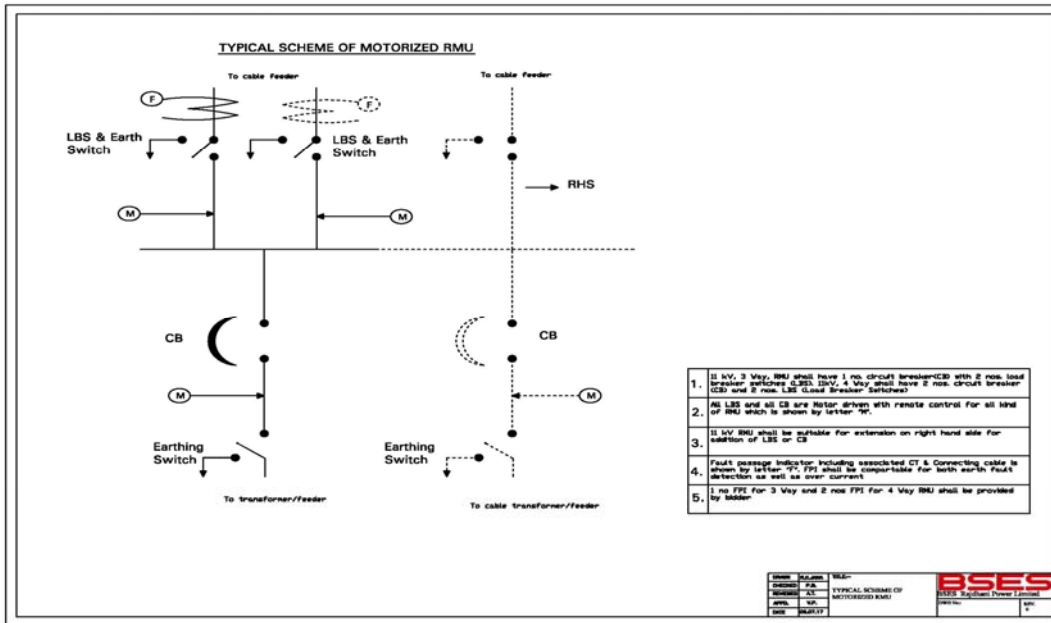 TYPICAL SCHEME OF MOTORIZED RMU
To cable feeder
To cable feeder
F
F
LBS & Earth
Switch
LBS & Earth
Switch
RHS
M
M
CB
CB
M
M
Earthing
Switch
Earthing
Switch
To transformer/feeder
To cable transformer/feeder
1. 11 kV, 3 Way, RMU shall have 1 no. circuit breaker(CB) with 2 nos. load
breaker switches (LBS). 11kV, 4 Way shall have 2 nos. circuit breaker
(CB) and 2 nos. LBS (Load Breaker Switches)
2. All LBS and all CB are Motor driven with remote control for all kind
of RMU which is shown by letter "M".
3. 11 kV RMU shall be suitable for extension on right hand side for
addition of LBS or CB
4. Fault passage Indicator including associated CT & Connecting cable is
shown by letter "F". FPI shall be compartable for both earth fault
detection as well as over current
5. 1 no FPI for 3 Way and 2 nos FPI for 4 Way RMU shall be provided
by bidder
DRAWN
CHECKED P.N.
REVIEWED A.T.
APPD. V.P.
DATE
TITLE:-
TYPICAL SCHEME OF
MOTORIZED RMU
BSES
BSES Rajdhani Power Limited